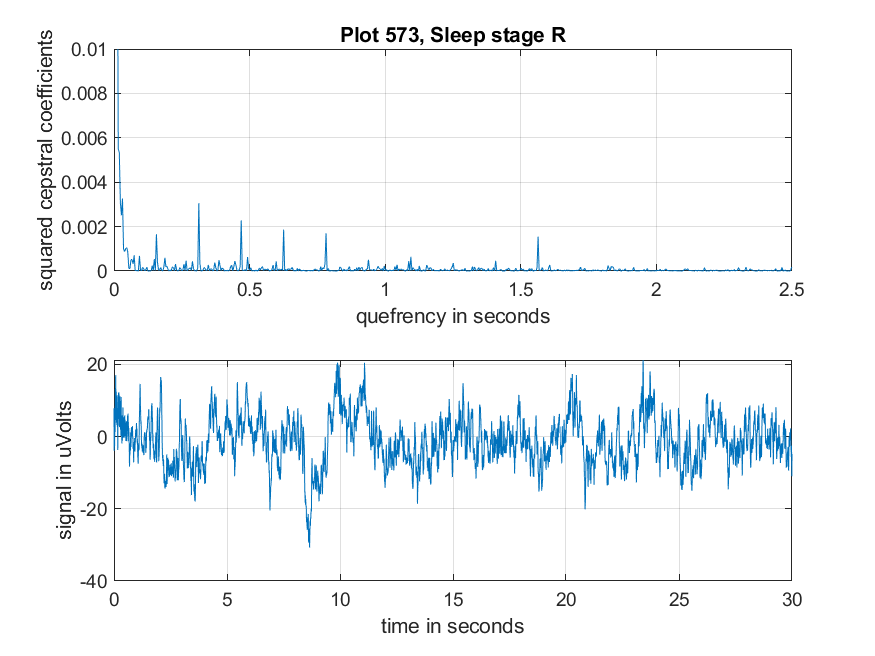 Plot 573, Sleep stage R
squared cepstral coefficients
0.01
0.008
0.006
0.004
0.002
0
0 0.5 1 1.5 2 2.5
quefrency in seconds
signal in uVolts
20
0
-20
-40
0 5 10 15 20 25 30
time in seconds